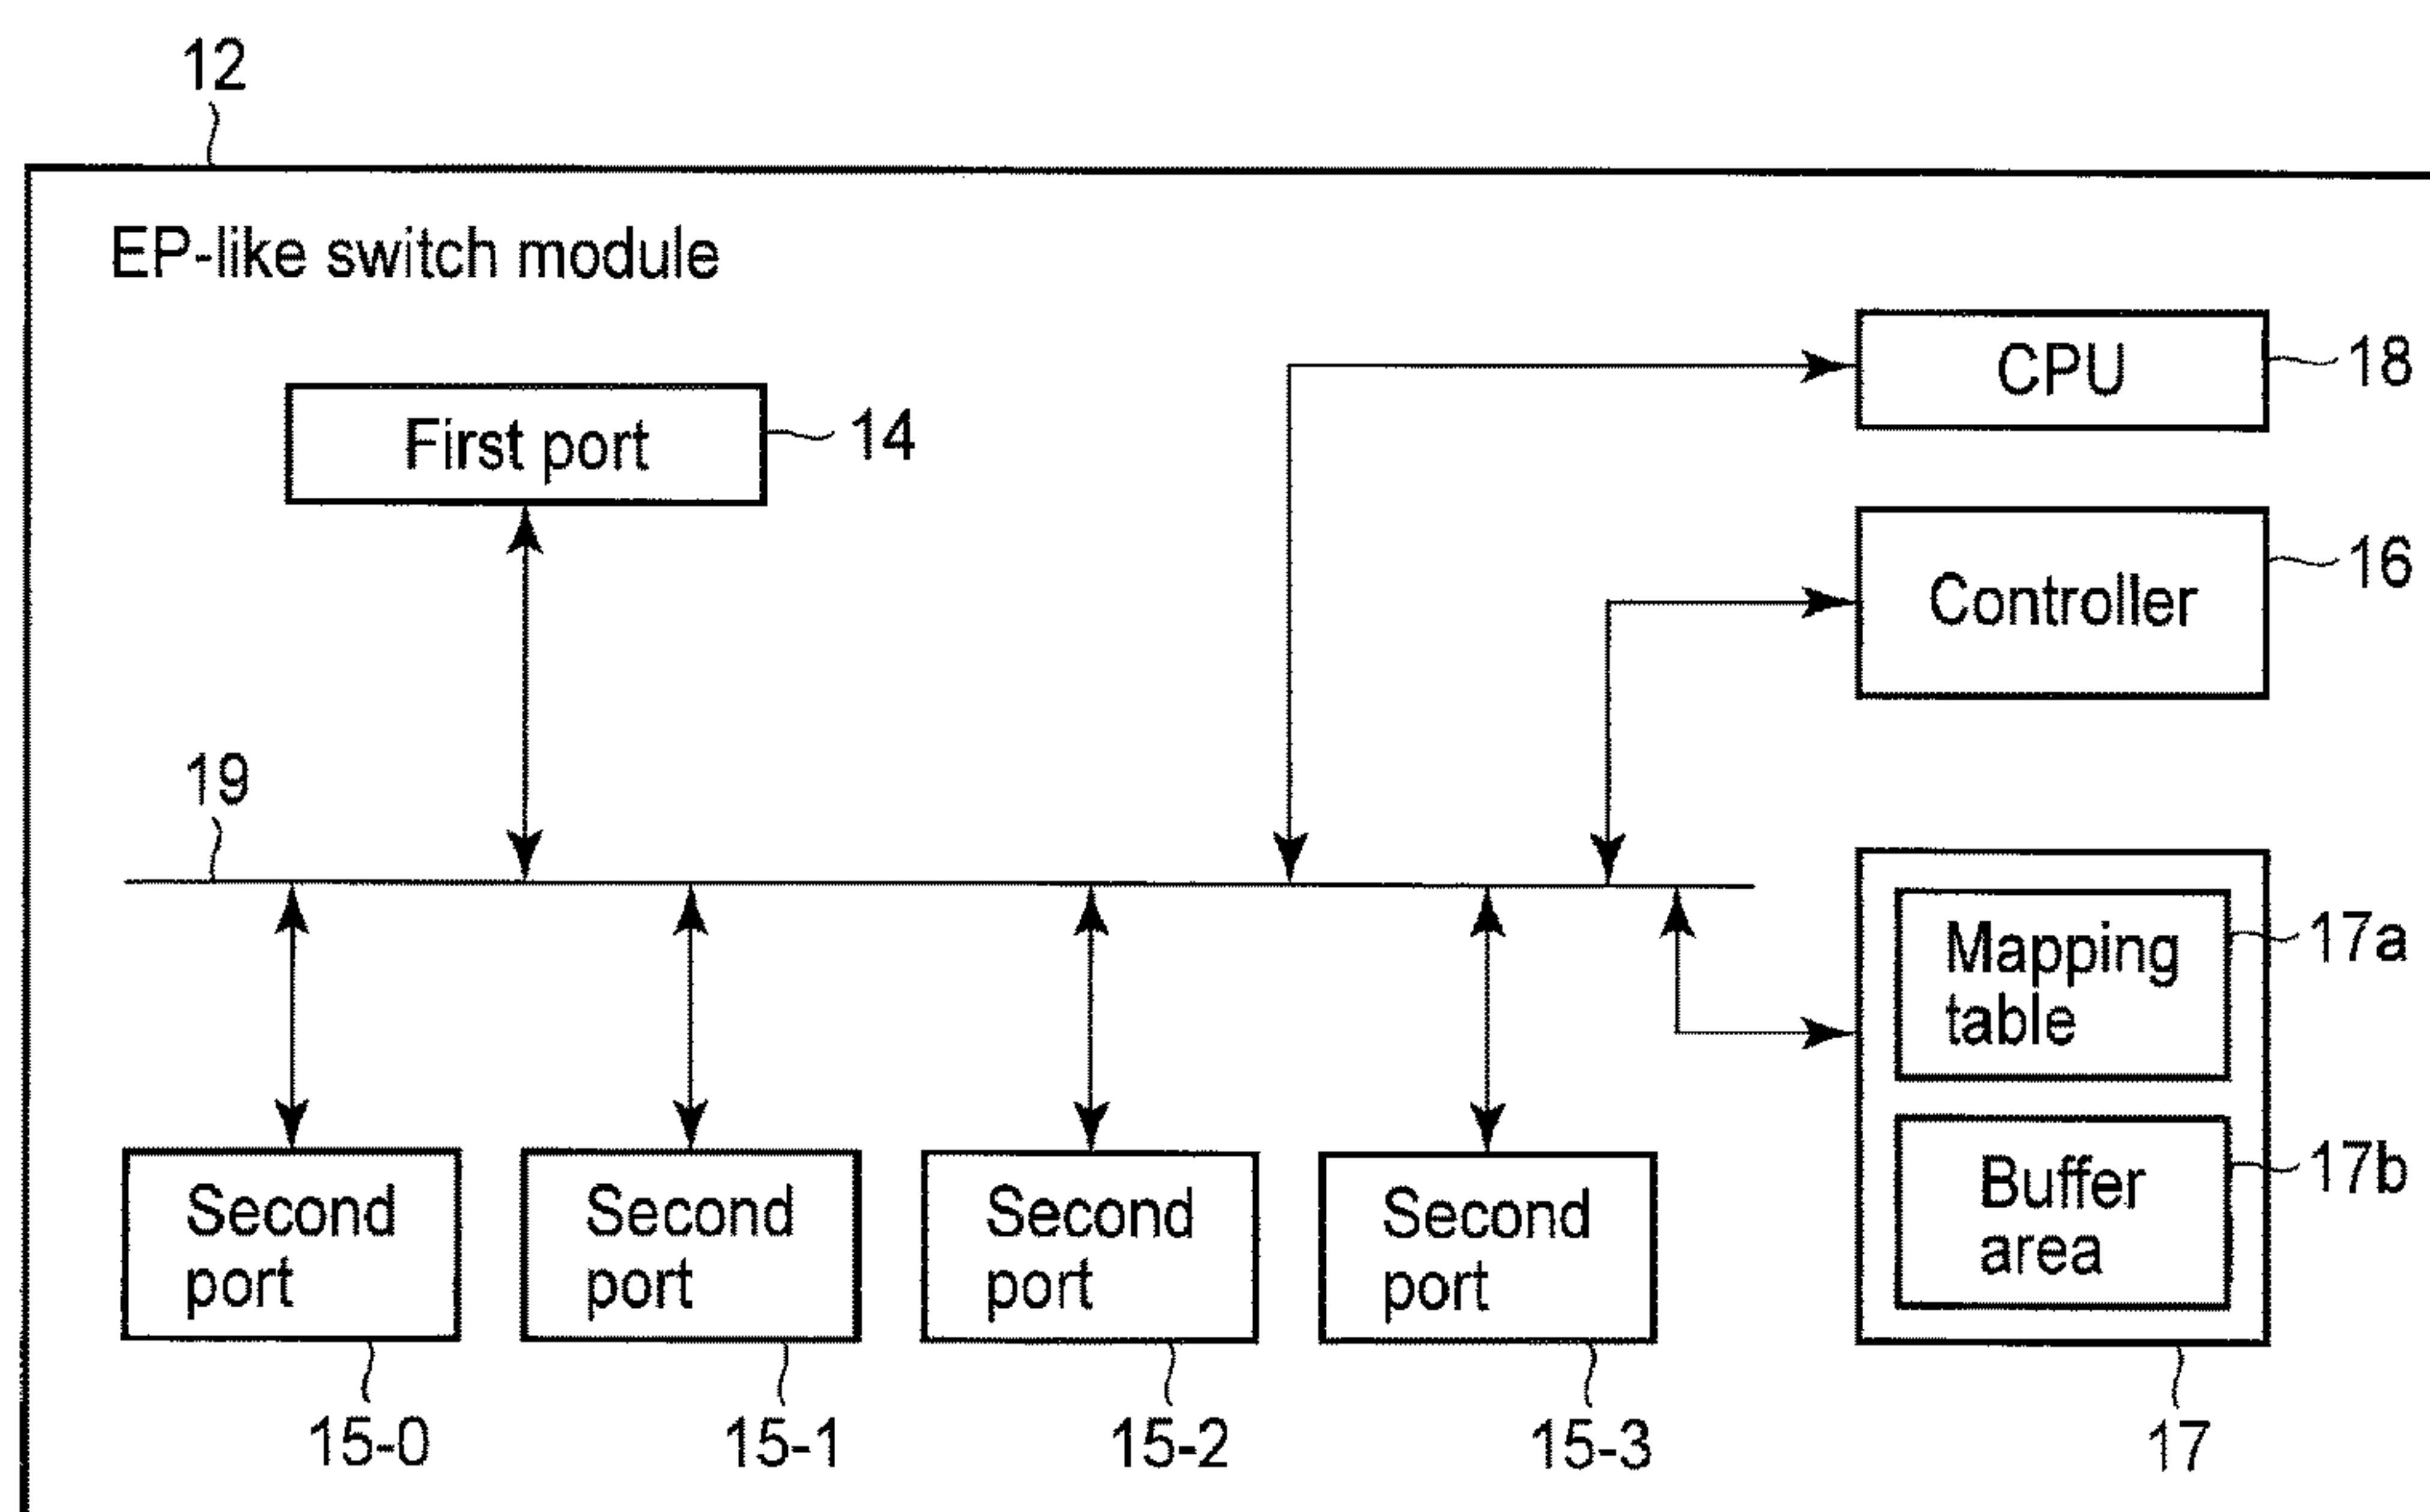 12
EP-like switch module
CPU
18
First port
14
Controller
16
19
Mapping
table
17a
Buffer
area
17b
Second
port
Second
port
Second
port
Second
port
15-0
15-1
15-2
15-3
17